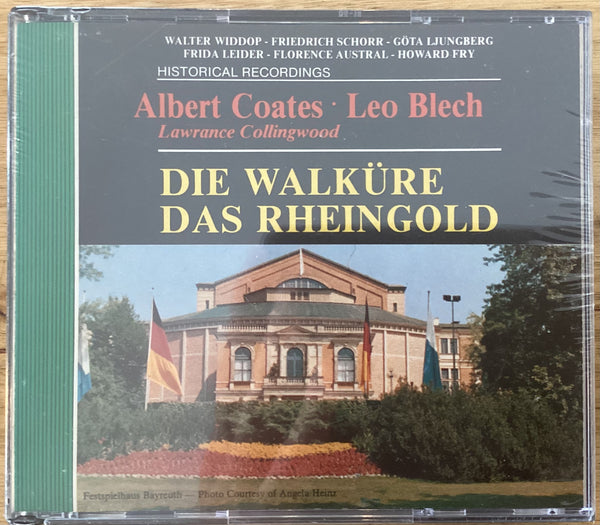 WALTER WIDDOP - FRIEDRICH SCHORR - GÖTA LJUNGBERG
FRIDA LEIDER - FLORENCE AUSTRAL - HOWARD FRY
HISTORICAL RECORDINGS
Albert Coates · Leo Blech
Lawrance Collingwood
DIE WALKÜRE
DAS RHEINGOLD
Festspielhaus Bayreuth — Photo Courtesy of Angela Heinz